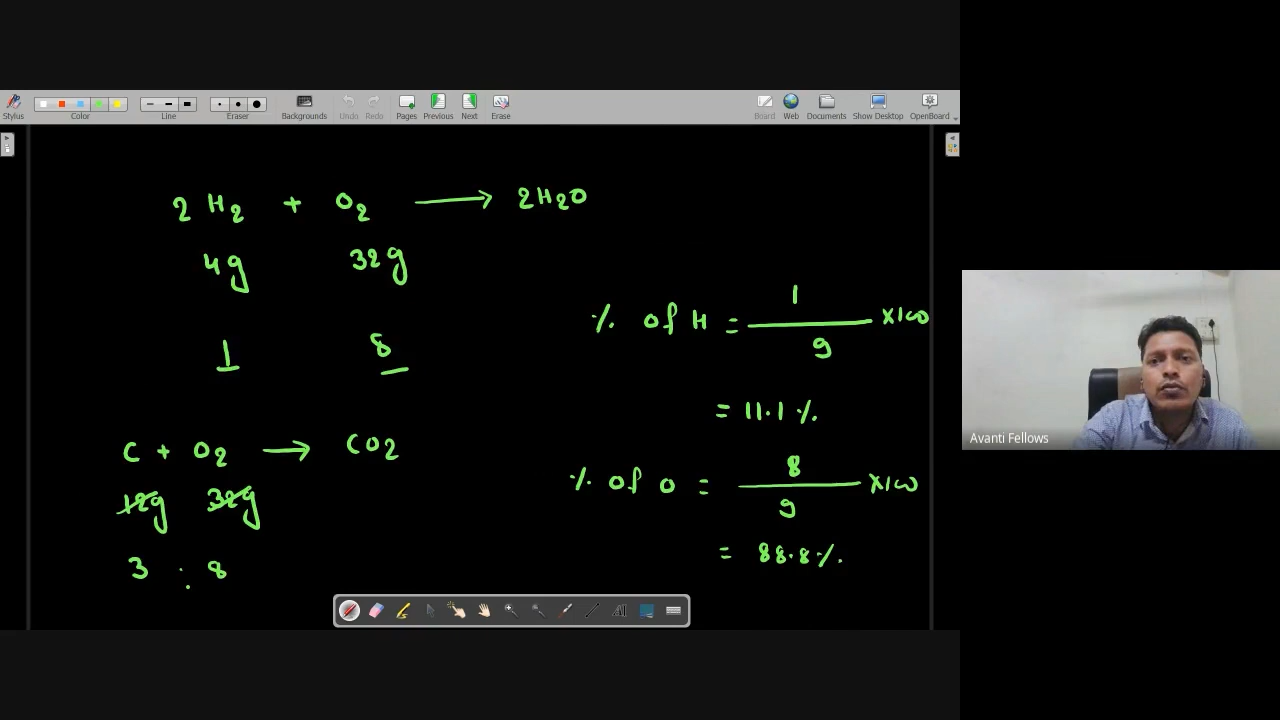 Stylus Color Line Eraser Backgrounds Undo Redo Pages Previous Next Erase Board Web Documents Show Desktop OpenBoard
2 H₂ + O₂ → 2H₂O
4g 32g
1 8
% of H = 1/9 ×100
= 11.1 %
C + O₂ → CO₂
12g 32g
3 : 8
% of O = 8/9 ×100
= 88.8 %.
Avanti Fellows